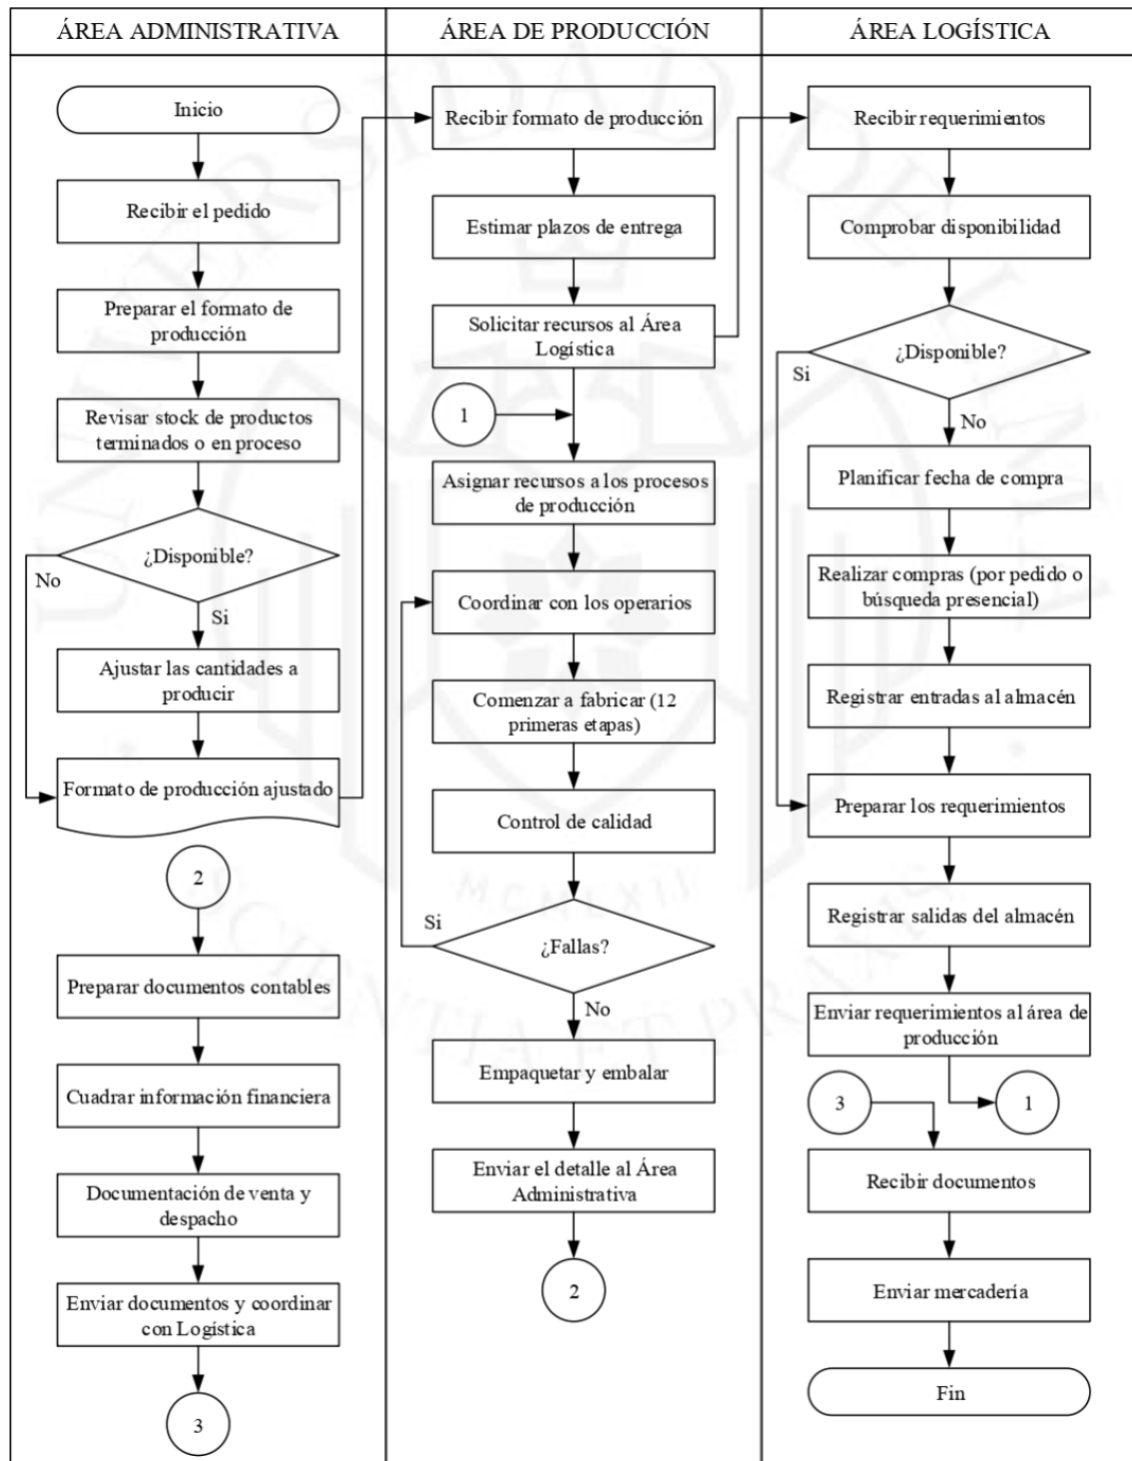 ÁREA ADMINISTRATIVA
Inicio
Recibir el pedido
Preparar el formato de
producción
Revisar stock de productos
terminados o en proceso
¿Disponible?
No
Si
Ajustar las cantidades a
producir
Formato de producción ajustado
2
Preparar documentos contables
Cuadrar información financiera
Documentación de venta y
despacho
Enviar documentos y coordinar
con Logística
3
ÁREA DE PRODUCCIÓN
Recibir formato de producción
Estimar plazos de entrega
Solicitar recursos al Área
Logística
1
Asignar recursos a los procesos
de producción
Coordinar con los operarios
Comenzar a fabricar (12
primeras etapas)
Control de calidad
Si
¿Fallas?
No
Empaquetar y embalar
Enviar el detalle al Área
Administrativa
2
ÁREA LOGÍSTICA
Recibir requerimientos
Comprobar disponibilidad
¿Disponible?
Si
No
Planificar fecha de compra
Realizar compras (por pedido o
búsqueda presencial)
Registrar entradas al almacén
Preparar los requerimientos
Registrar salidas del almacén
Enviar requerimientos al área de
producción
3
1
Recibir documentos
Enviar mercadería
Fin
UNIVERSIDAD DE LIMA
MCMLXII
SCIENTIA ET PRAXIS